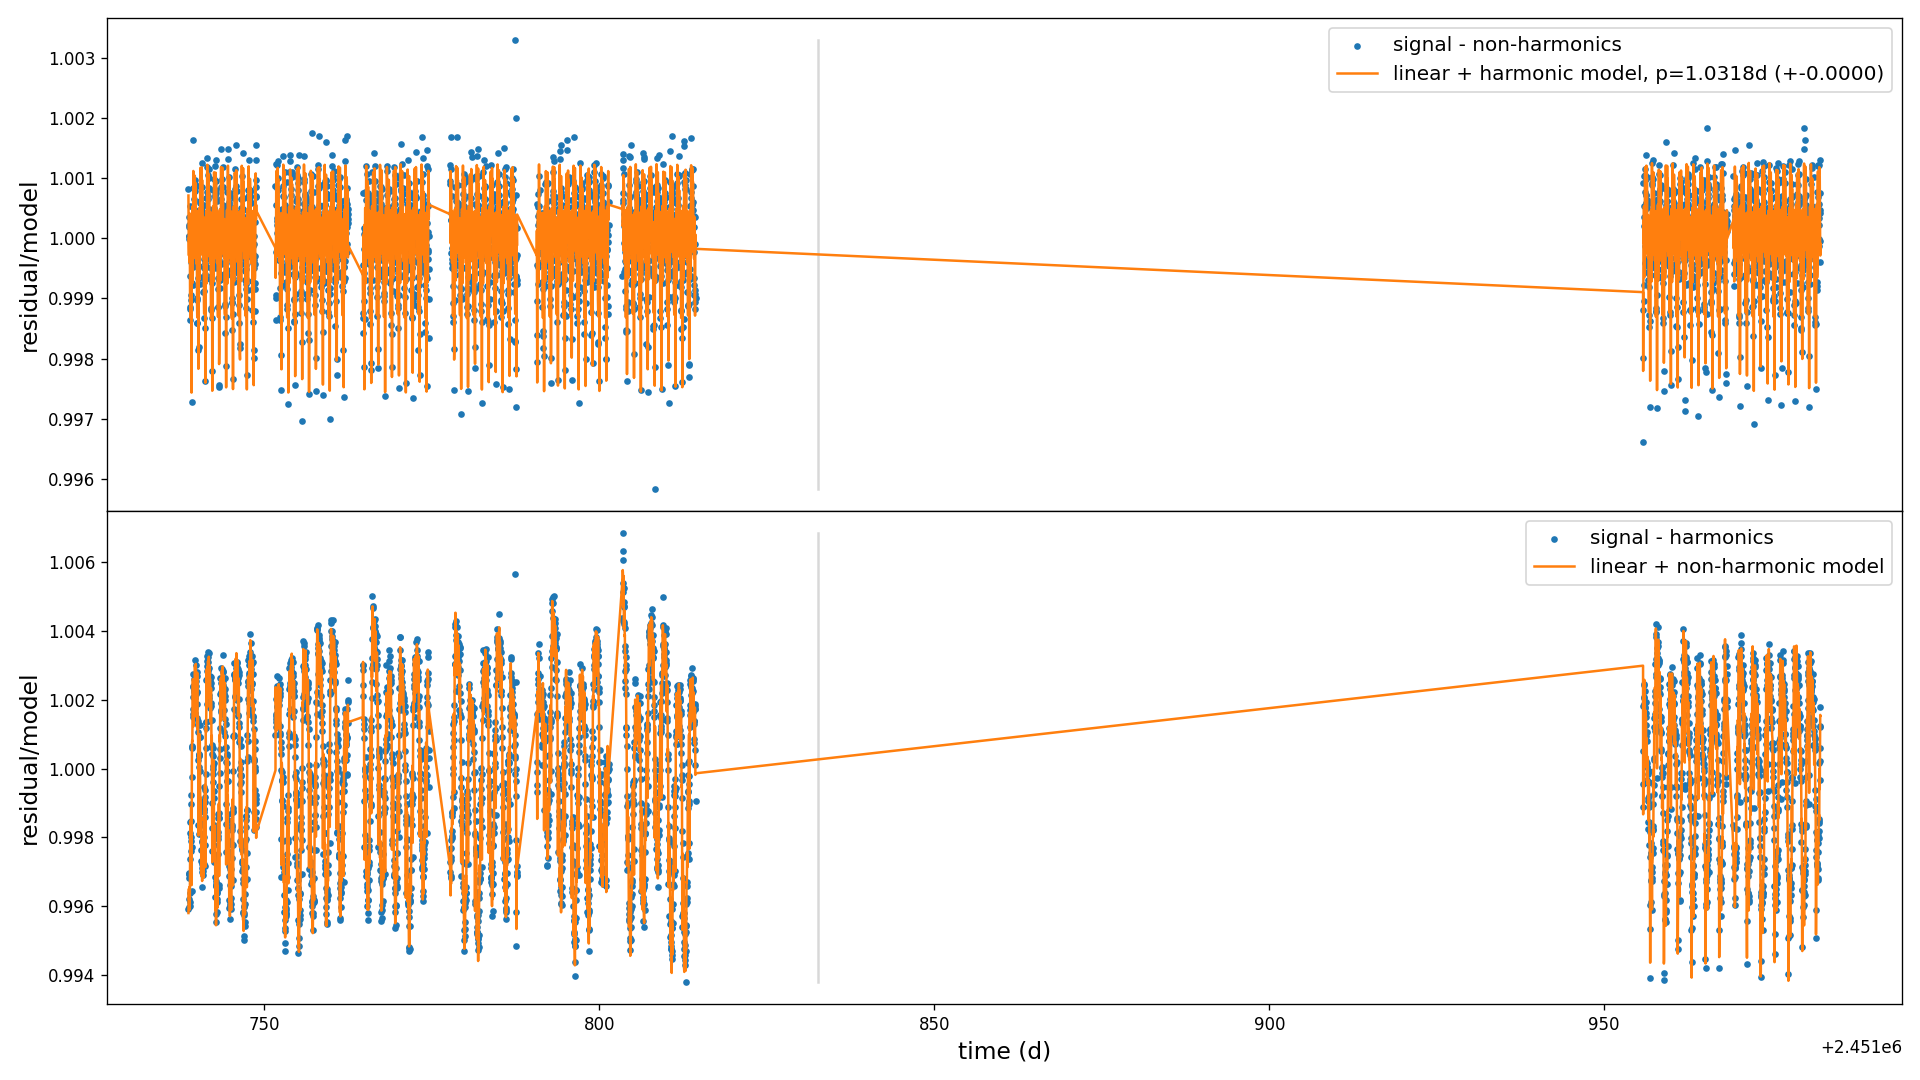 signal - non-harmonics
linear + harmonic model, p=1.0318d (+-0.0000)
1.003
1.002
1.001
1.000
0.999
0.998
0.997
0.996
residual/model
signal - harmonics
linear + non-harmonic model
1.006
1.004
1.002
1.000
0.998
0.996
0.994
residual/model
750
800
850
900
950
time (d)
+2.451e6